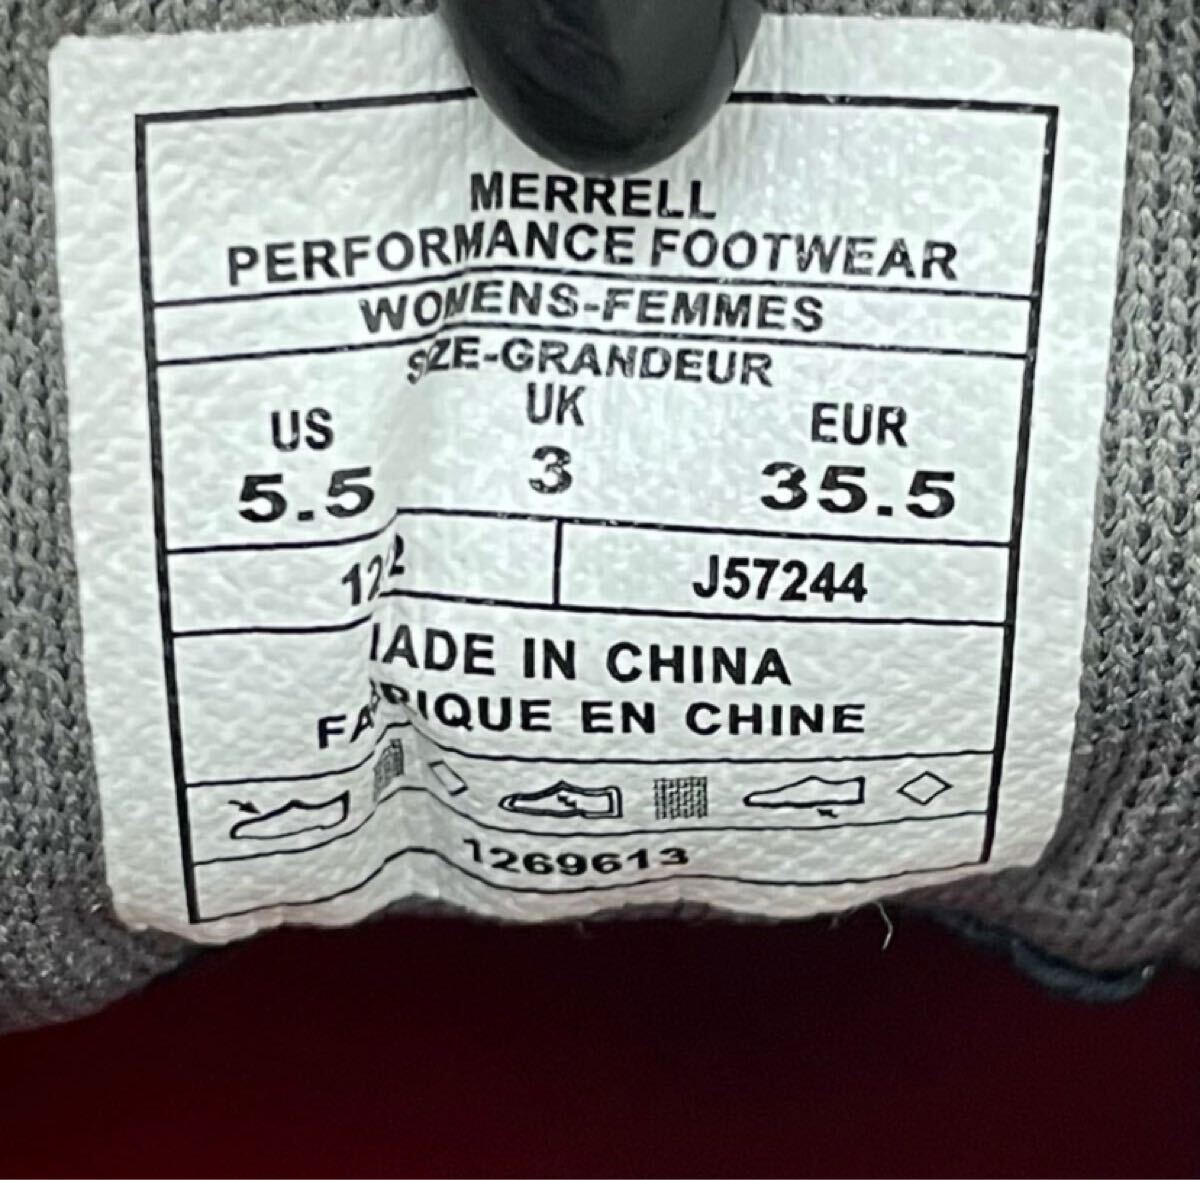 MERRELL
PERFORMANCE FOOTWEAR
WOMENS-FEMMES
SIZE-GRANDEUR
US UK EUR
5.5 3 35.5
J57244
MADE IN CHINA
FABRIQUE EN CHINE
1269613